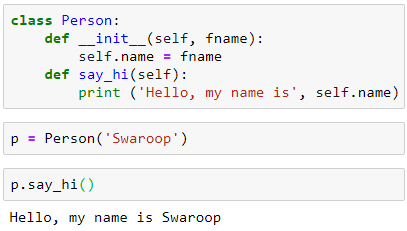 class Person:
    def __init__(self, fname):
        self.name = fname
    def say_hi(self):
        print ('Hello, my name is', self.name)
p = Person('Swaroop')
p.say_hi()
Hello, my name is Swaroop